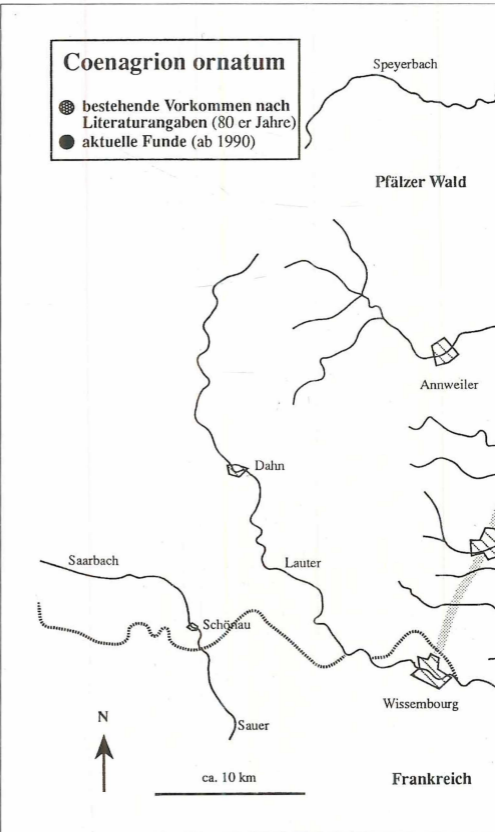 Coenagrion ornatum
bestehende Vorkommen nach
Literaturangaben (80 er Jahre)
aktuelle Funde (ab 1990)
Speyerbach
Pfälzer Wald
Annweiler
Dahn
Lauter
Saarbach
Schönau
Wissembourg
N
Sauer
ca. 10 km
Frankreich